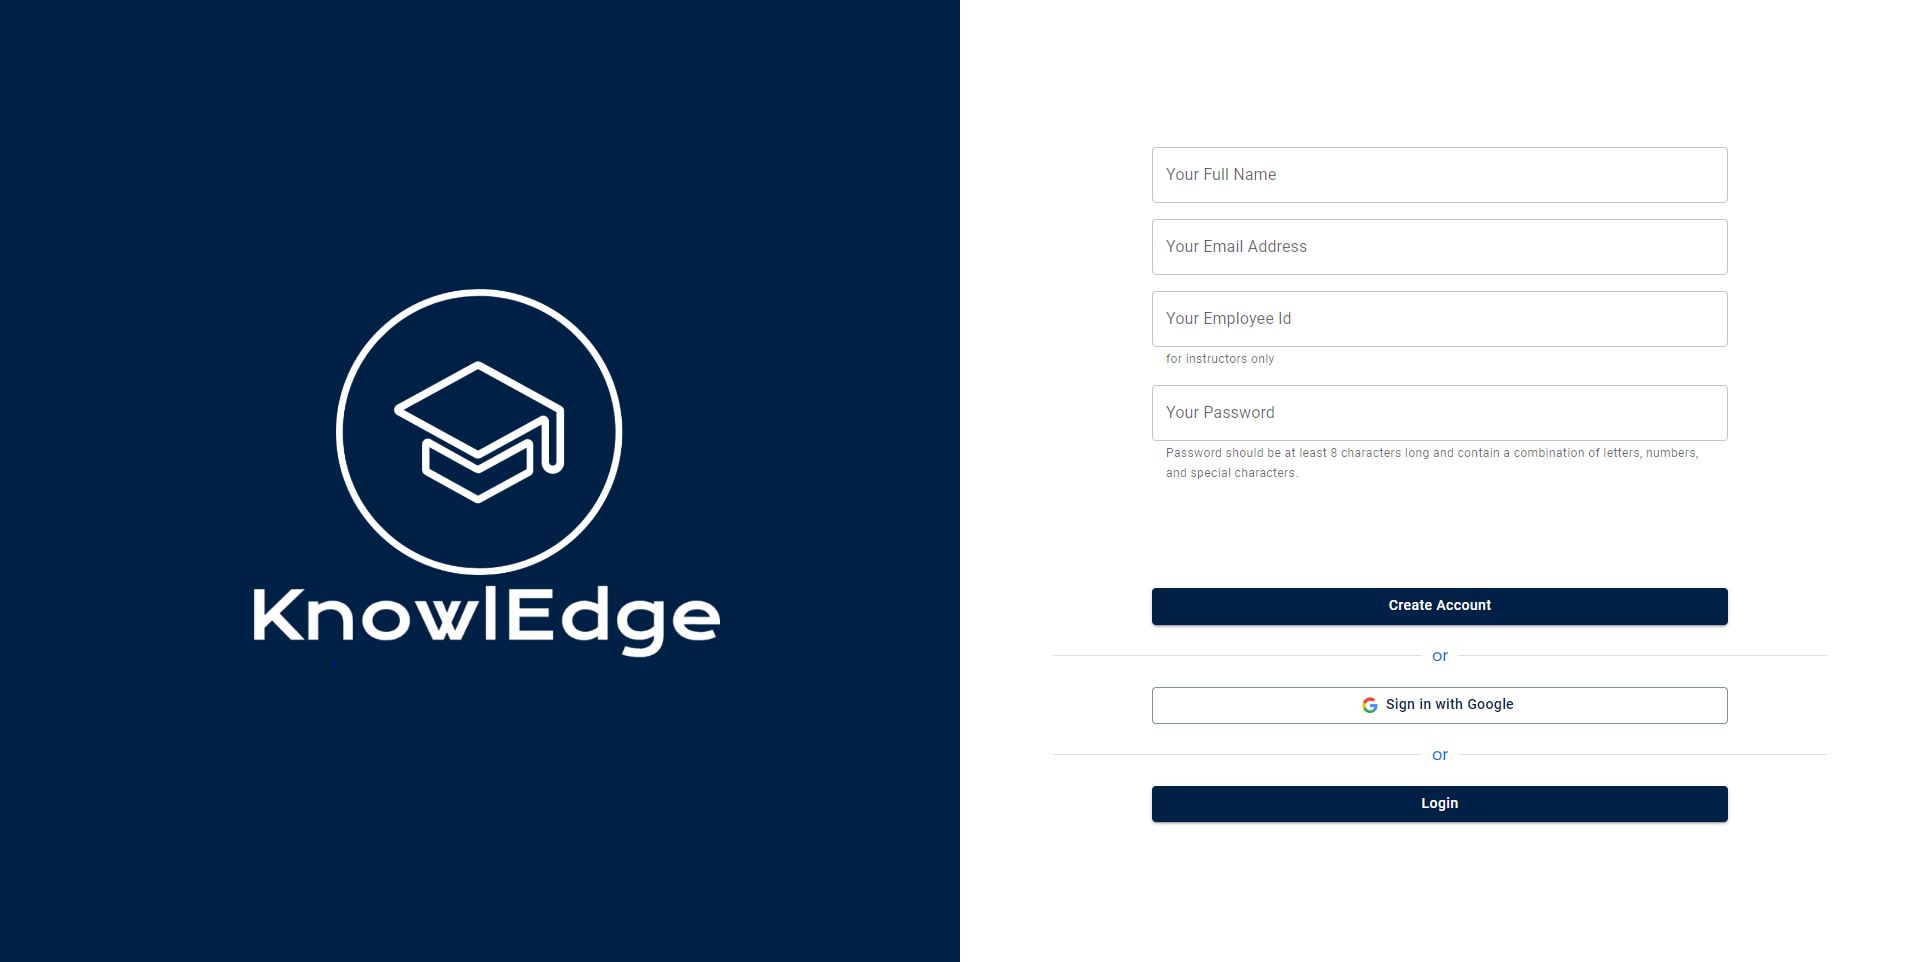 KnowlEdge
Your Full Name
Your Email Address
Your Employee Id
for instructors only
Your Password
Password should be at least 8 characters long and contain a combination of letters, numbers,
and special characters.
Create Account
or
Sign in with Google
or
Login